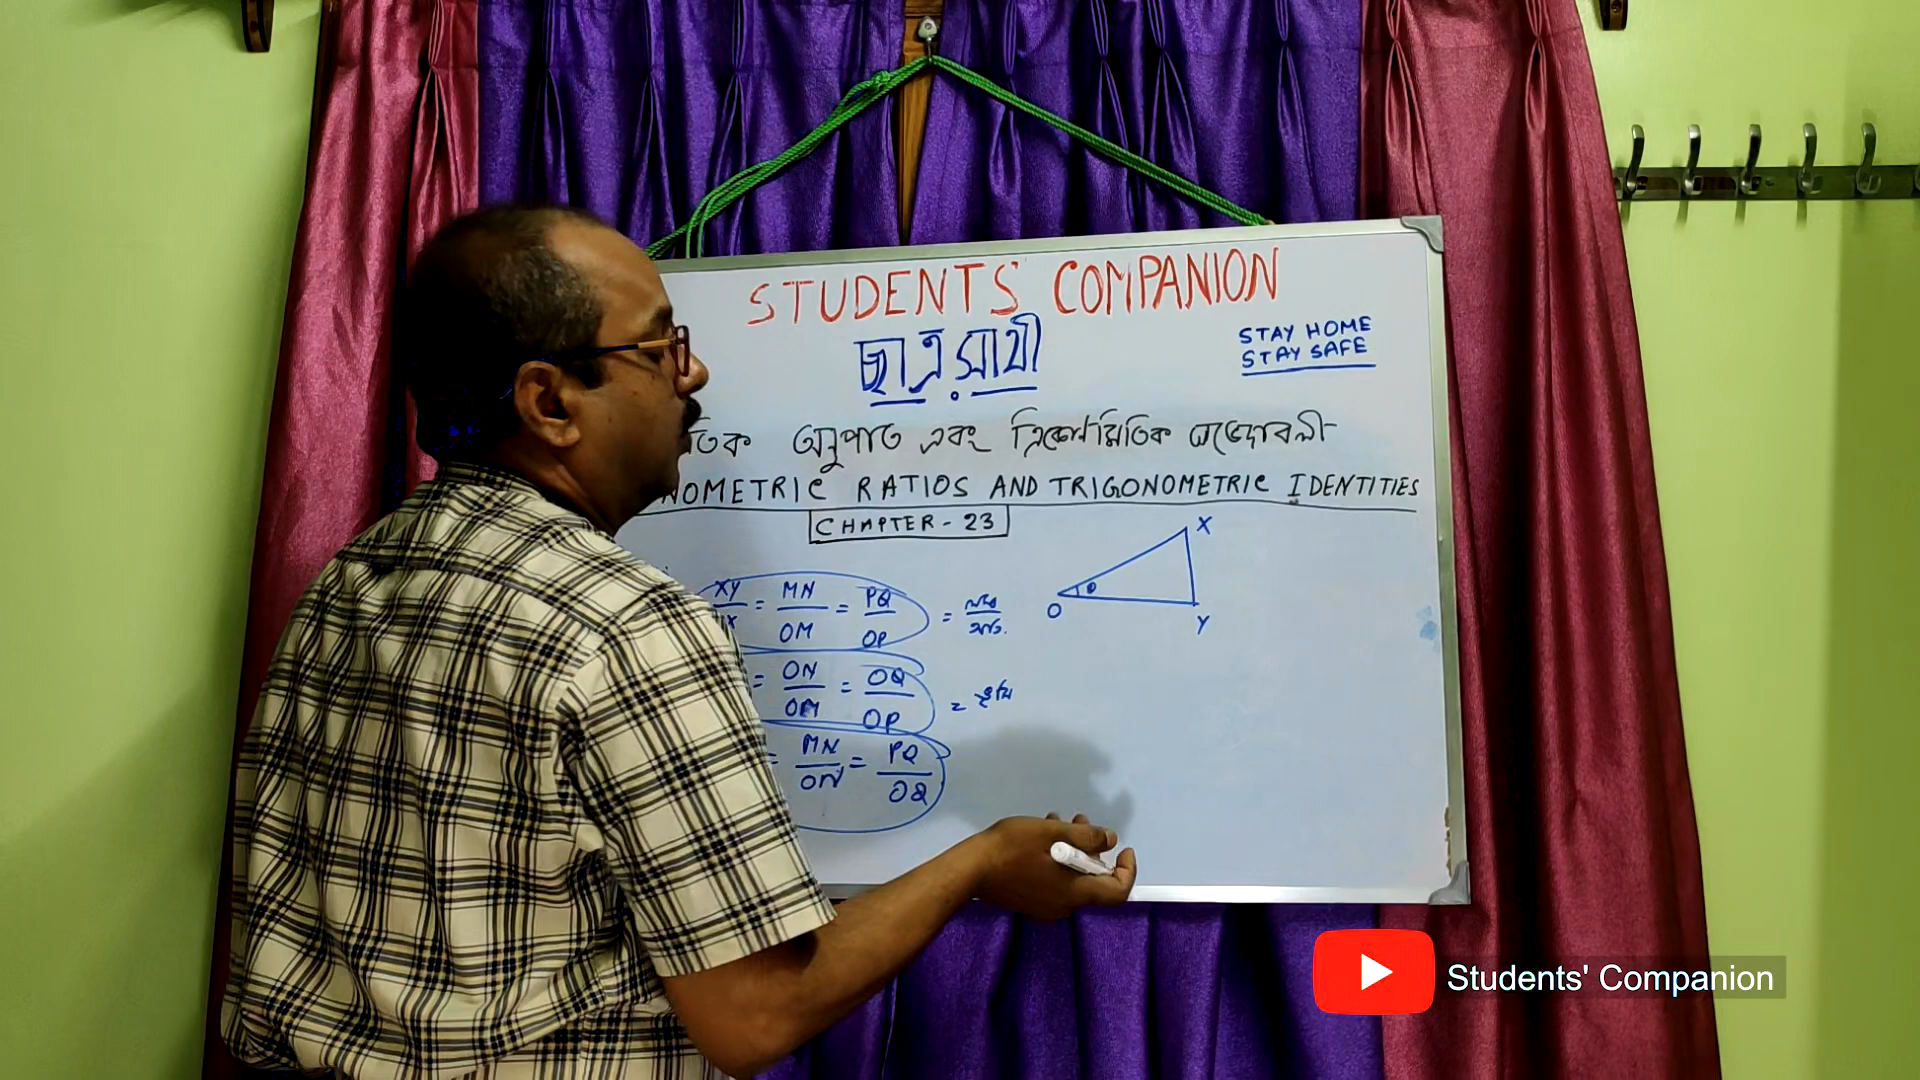 STUDENTS' COMPANION
ছাত্র সাথী
STAY HOME
STAY SAFE
তিক অনুপাত এবং ত্রিকোণমিতিক অভেদাবলী
NOMETRIC RATIOS AND TRIGONOMETRIC IDENTITIES
CHAPTER - 23
X
O θ
Y
XY = MN = PQ =
X OM OP
= ON = OQ
OM OP
= ভূমি
= MN = PQ
ON OQ
Students' Companion